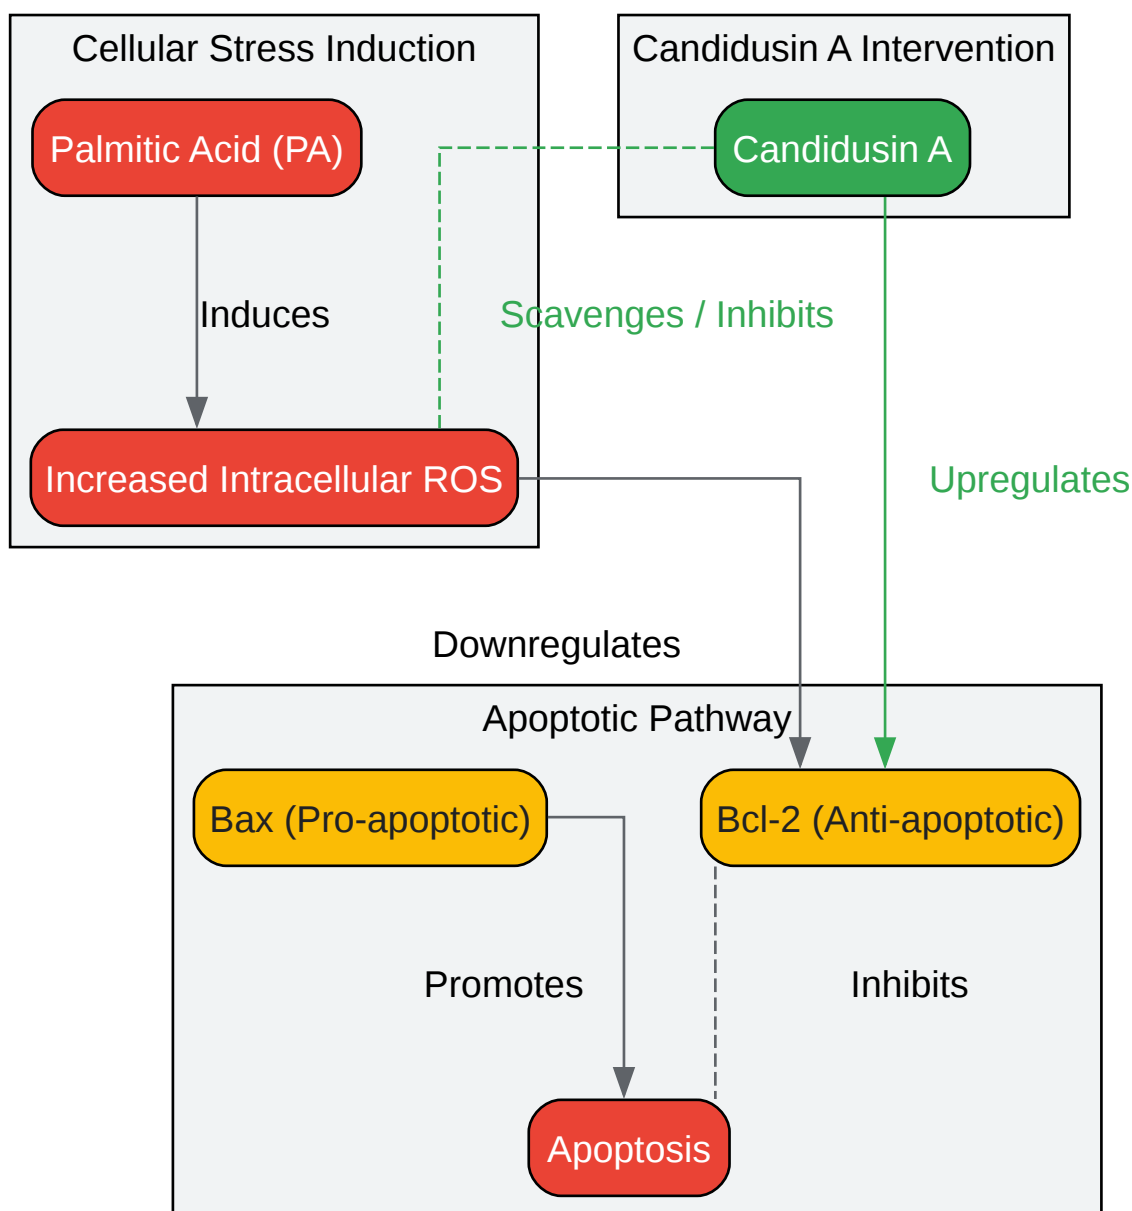 Cellular Stress Induction
Candidusin A Intervention
Palmitic Acid (PA)
Candidusin A
Induces
Scavenges / Inhibits
Increased Intracellular ROS
Upregulates
Downregulates
Apoptotic Pathway
Bax (Pro-apoptotic)
Bcl-2 (Anti-apoptotic)
Promotes
Inhibits
Apoptosis